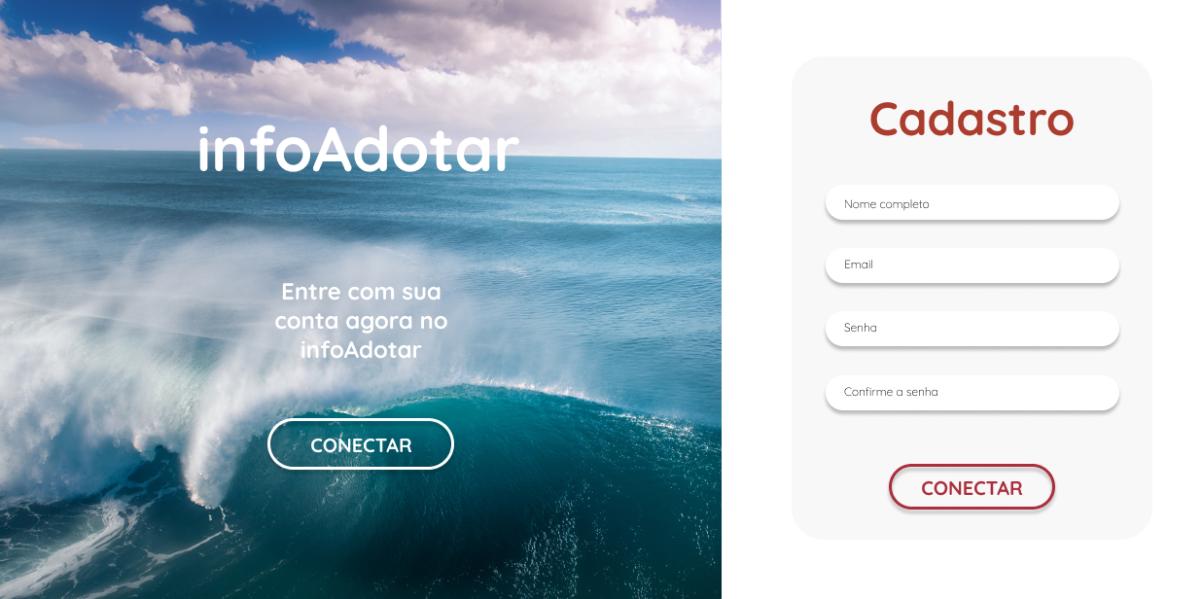 infoAdotar
Entre com sua
conta agora no
infoAdotar
CONECTAR
Cadastro
Nome completo
Email
Senha
Confirme a senha
CONECTAR